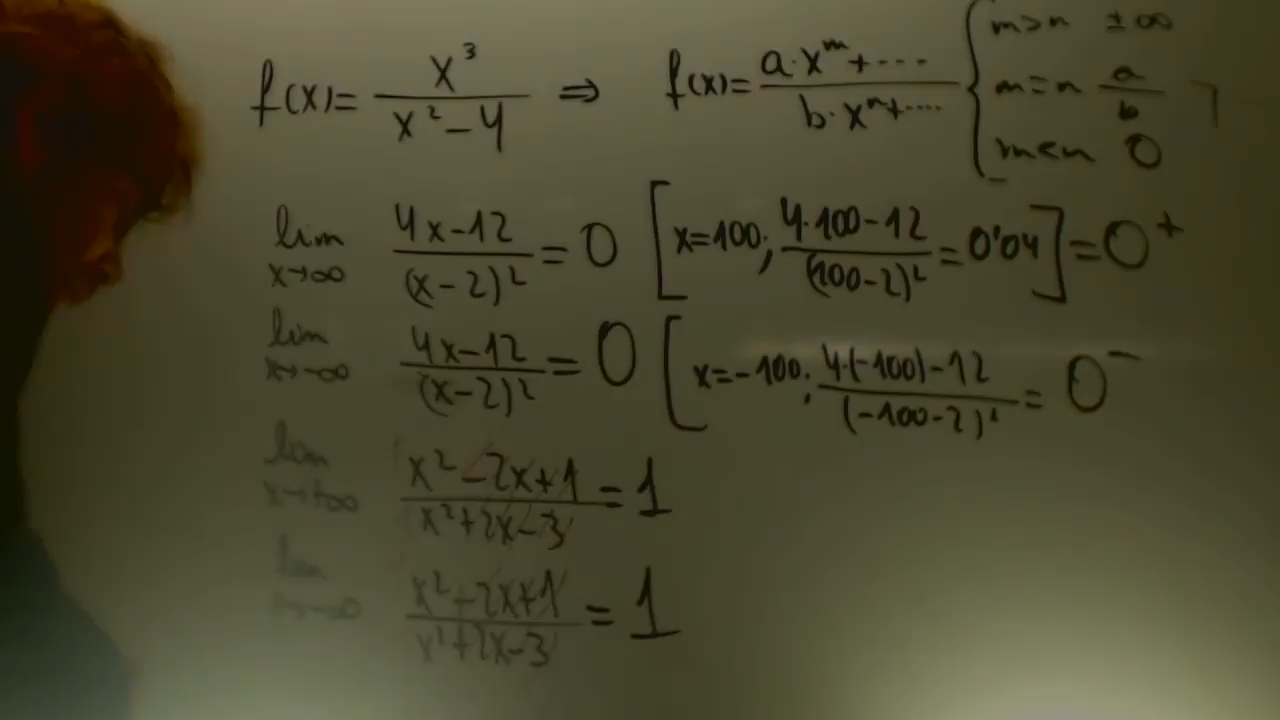 f(x)= x³ / (x²-4) ⇒ f(x)= (a·x^m+····) / (b·x^n+····) { m>n ±∞
m=n a/b
m<n 0
lim x→∞ (4x-12) / (x-2)² = 0 [x=100; (4·100-12) / (100-2)² = 0'04] = 0⁺
lim x→-∞ (4x-12) / (x-2)² = 0 [x=-100; (4·(-100)-12) / (-100-2)² = 0⁻
lim x→+∞ (x²-2x+1) / (x²+2x-3) = 1
(x²-2x+1) / (x²+2x-3) = 1